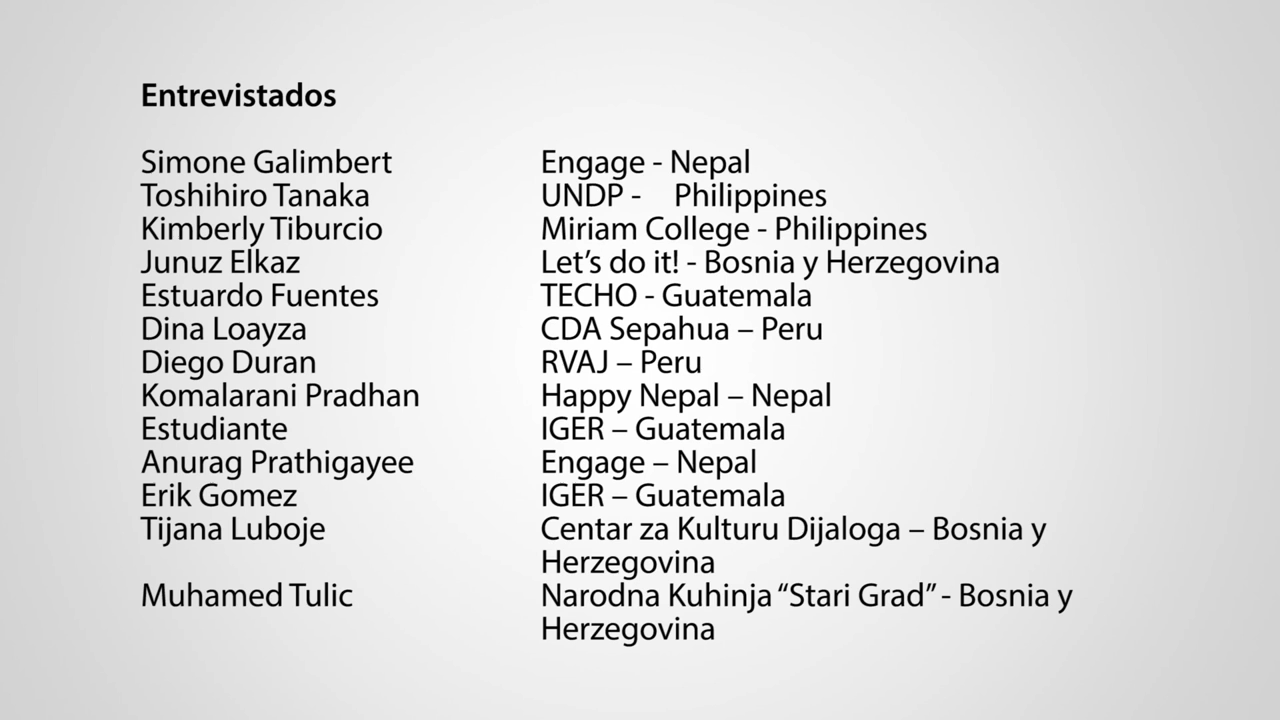 Entrevistados
Simone Galimbert Engage - Nepal
Toshihiro Tanaka UNDP - Philippines
Kimberly Tiburcio Miriam College - Philippines
Junuz Elkaz Let’s do it! - Bosnia y Herzegovina
Estuardo Fuentes TECHO - Guatemala
Dina Loayza CDA Sepahua – Peru
Diego Duran RVAJ – Peru
Komalarani Pradhan Happy Nepal – Nepal
Estudiante IGER – Guatemala
Anurag Prathigayee Engage – Nepal
Erik Gomez IGER – Guatemala
Tijana Luboje Centar za Kulturu Dijaloga – Bosnia y
Herzegovina
Muhamed Tulic Narodna Kuhinja “Stari Grad” - Bosnia y
Herzegovina